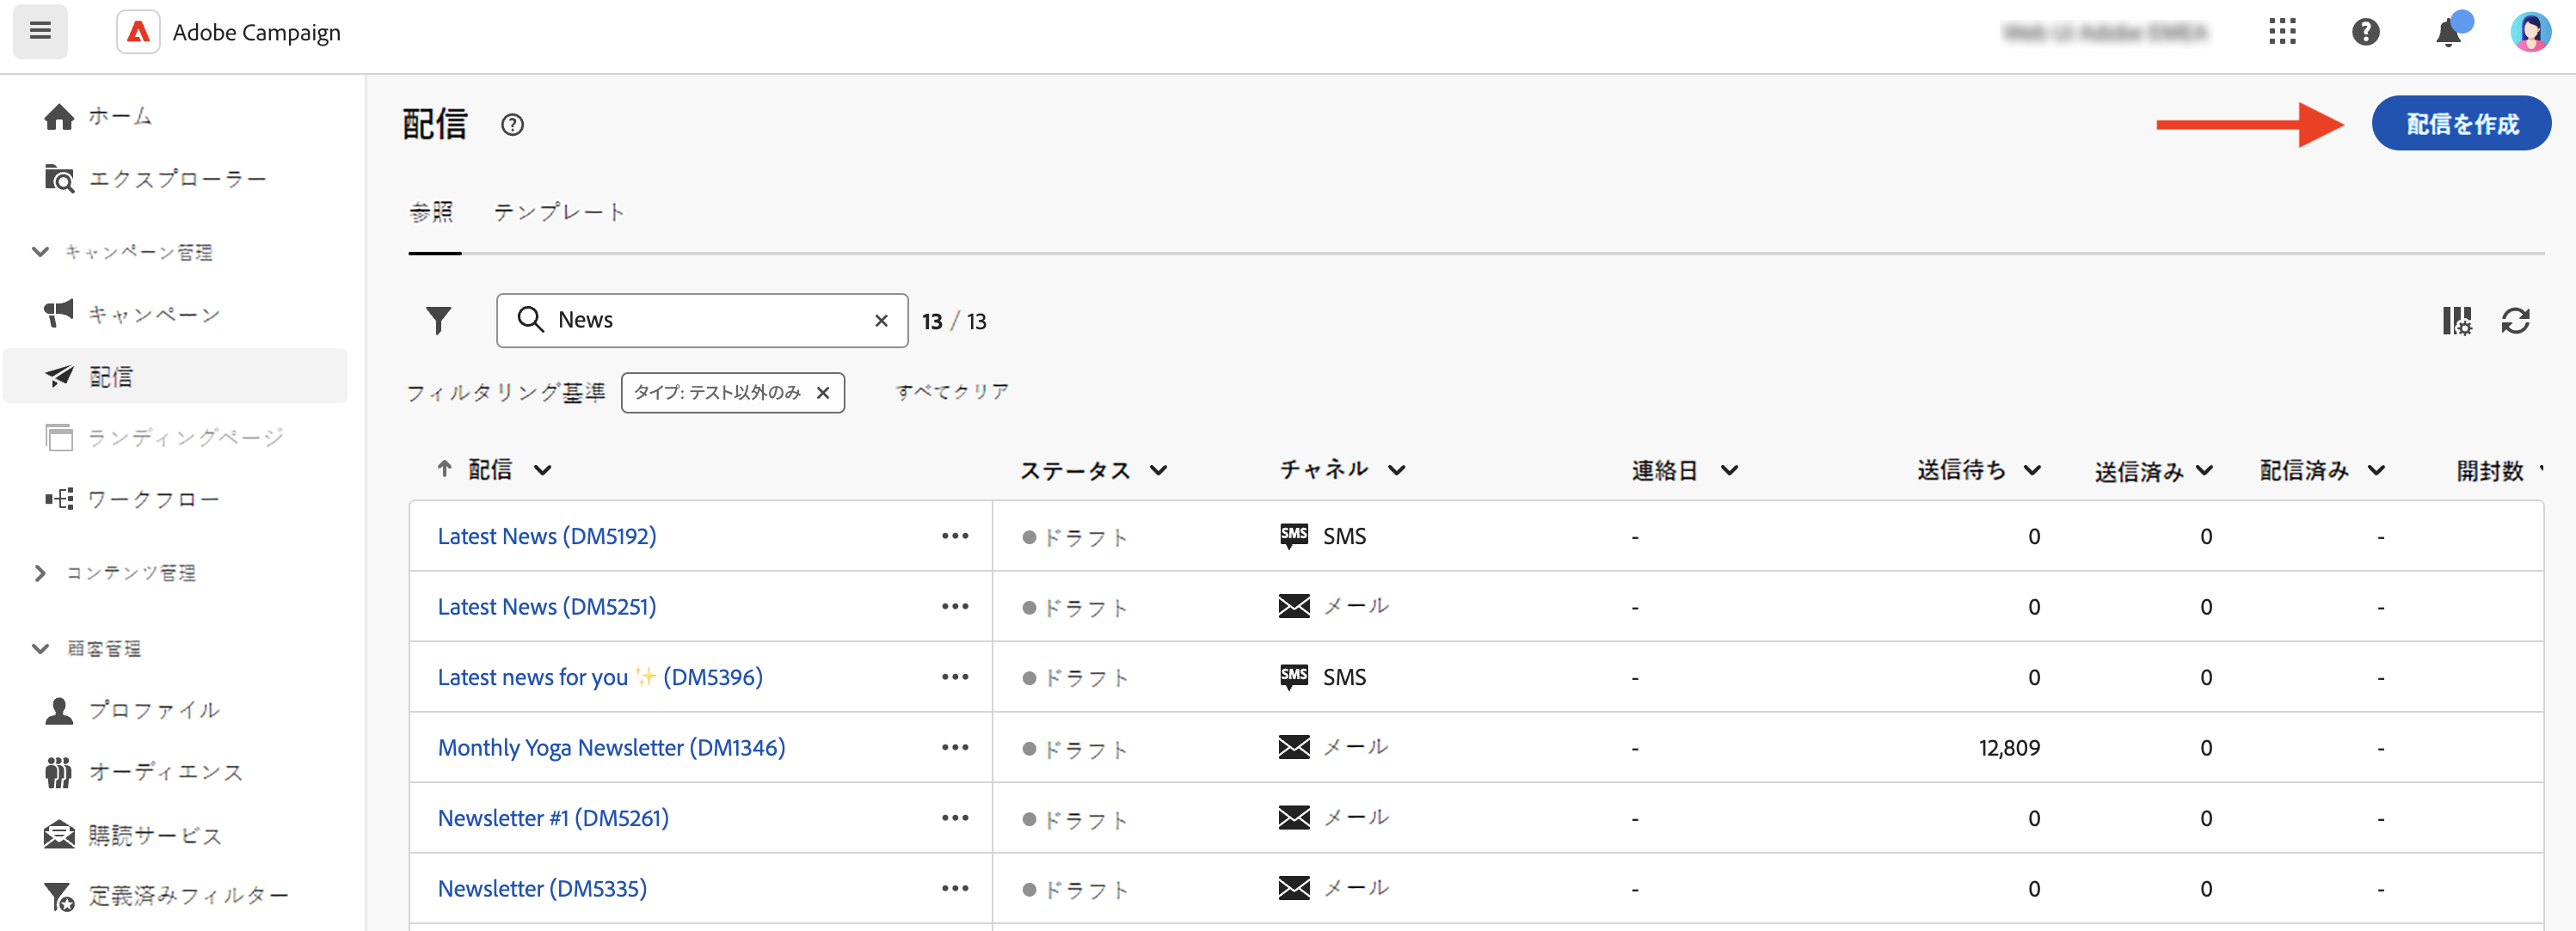 Adobe Campaign
ホーム
エクスプローラー
キャンペーン管理
キャンペーン
配信
ランディングページ
ワークフロー
コンテンツ管理
顧客管理
プロファイル
オーディエンス
購読サービス
定義済みフィルター
配信
配信を作成
参照 テンプレート
News 13 / 13
フィルタリング基準 タイプ: テスト以外のみ すべてクリア
配信 ステータス チャネル 連絡日 送信待ち 送信済み 配信済み 開封数
Latest News (DM5192) ドラフト SMS SMS - 0 0 -
Latest News (DM5251) ドラフト メール - 0 0 -
Latest news for you ✨ (DM5396) ドラフト SMS SMS - 0 0 -
Monthly Yoga Newsletter (DM1346) ドラフト メール - 12,809 0 -
Newsletter #1 (DM5261) ドラフト メール - 0 0 -
Newsletter (DM5335) ドラフト メール - 0 0 -